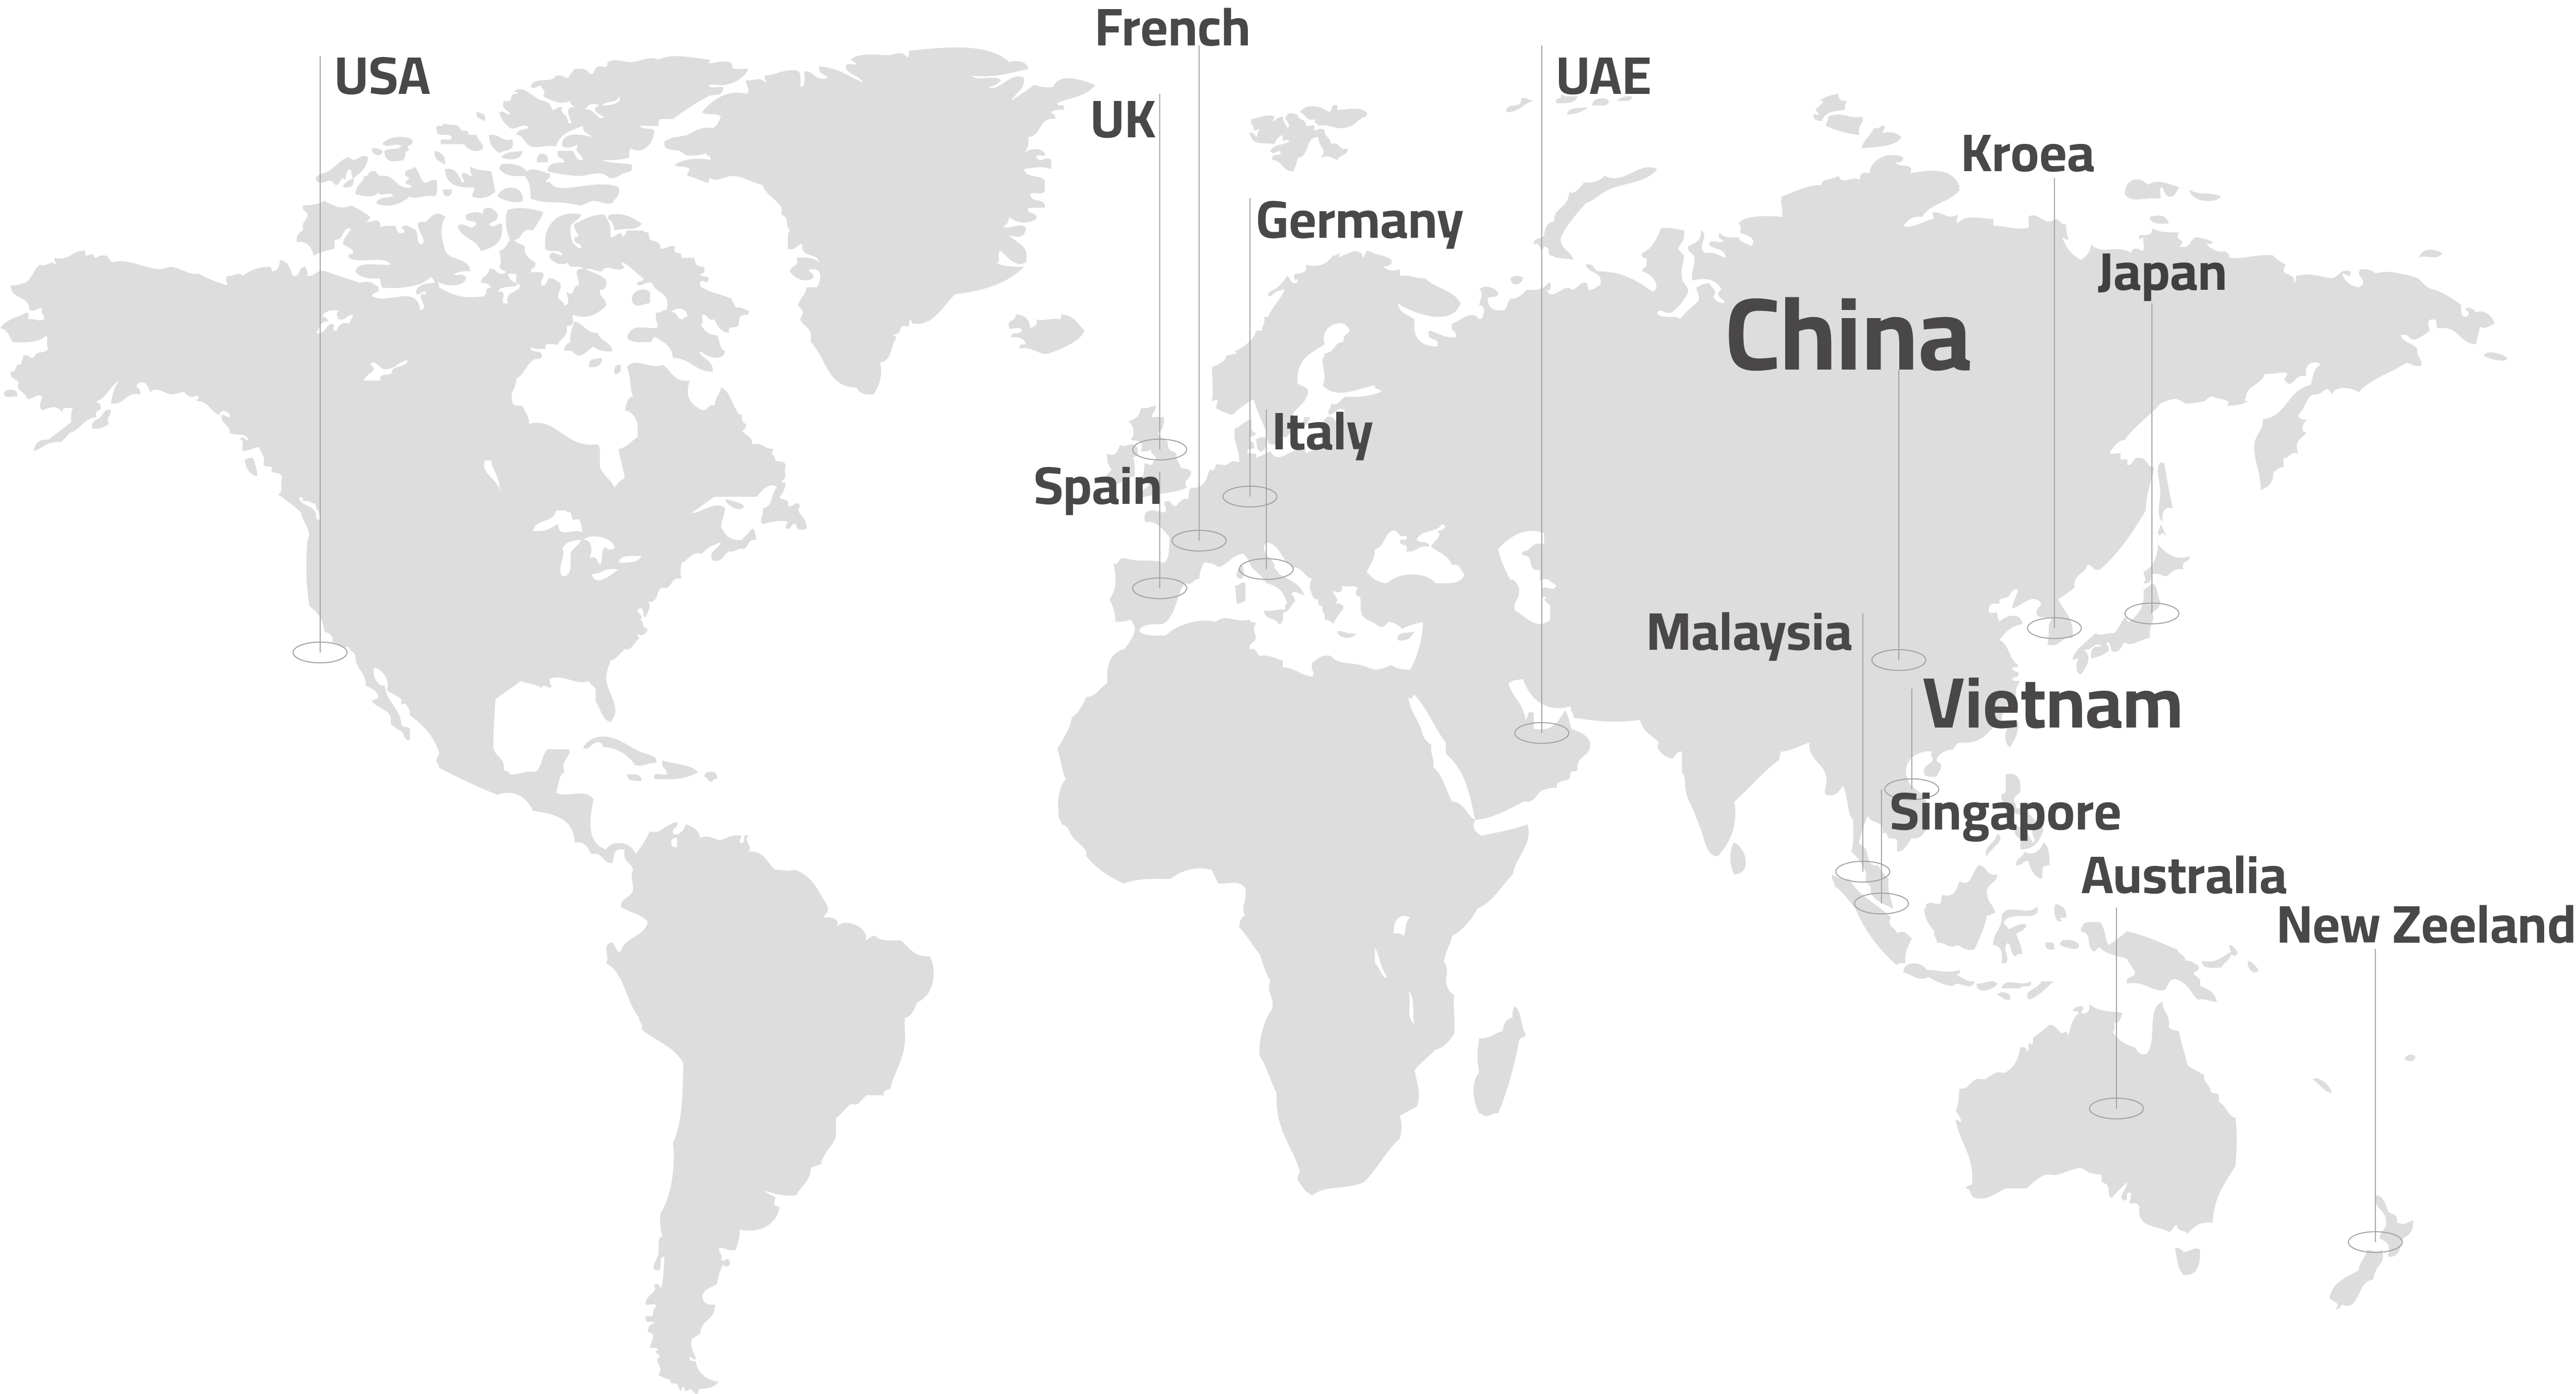 French
USA
UAE
UK
Kroea
Germany
Japan
China
Italy
Spain
Malaysia
Vietnam
Singapore
Australia
New Zeeland